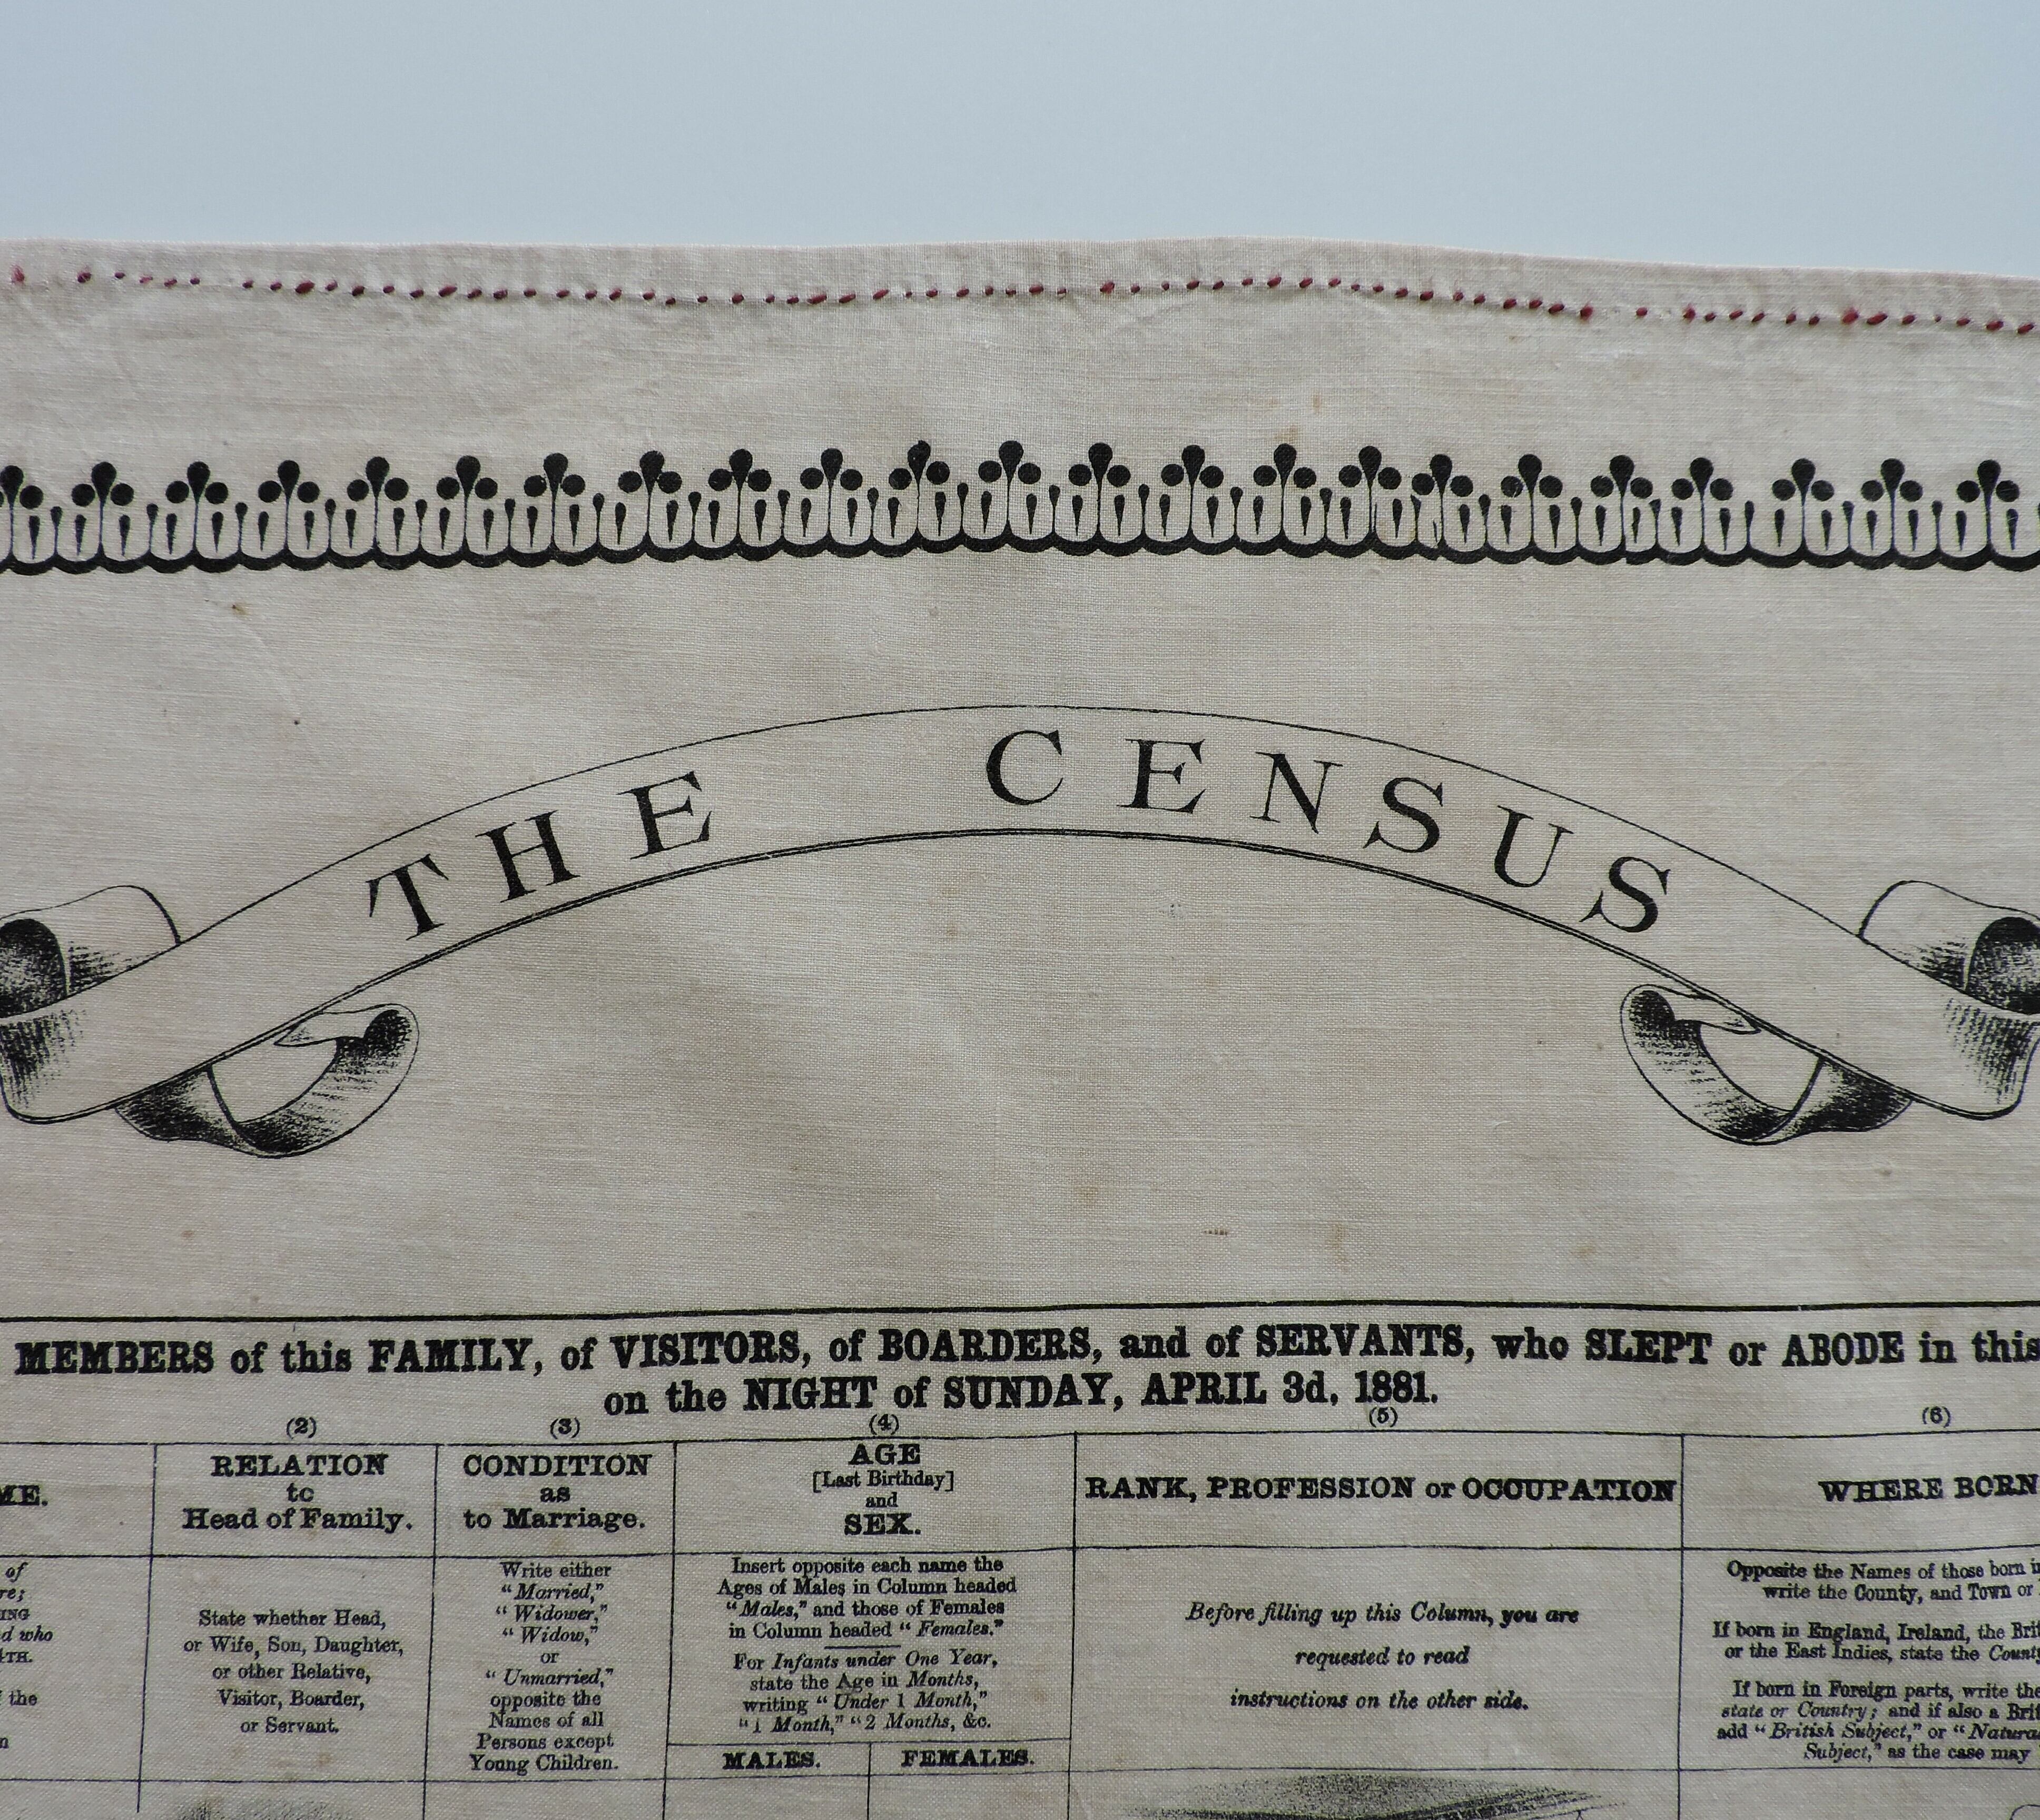 THE CENSUS
MEMBERS of this FAMILY, of VISITORS, of BOARDERS, and of SERVANTS, who SLEPT or ABODE in this
on the NIGHT of SUNDAY, APRIL 3d, 1881.
(2)
RELATION
to
Head of Family.
State whether Head,
or Wife, Son, Daughter,
or other Relative,
Visitor, Boarder,
or Servant.
(3)
CONDITION
as
to Marriage.
Write either
"Married,"
"Widower,"
"Widow,"
or
"Unmarried,"
opposite the
Names of all
Persons except
Young Children.
(4)
AGE
[Last Birthday]
and
SEX.
Insert opposite each name the
Ages of Males in Column headed
"Males," and those of Females
in Column headed "Females."
For Infants under One Year,
state the Age in Months,
writing "Under 1 Month,"
"1 Month," "2 Months, &c.
MALES. FEMALES.
(5)
RANK, PROFESSION or OCCUPATION
Before filling up this Column, you are
requested to read
instructions on the other side.
(6)
WHERE BORN
Opposite the Names of those born in
write the County, and Town or
If born in England, Ireland, the
or the East Indies, state the
If born in Foreign parts, write the
state or Country; and if also a
add "British Subject," or
Subject," as the case may
of
d who
the